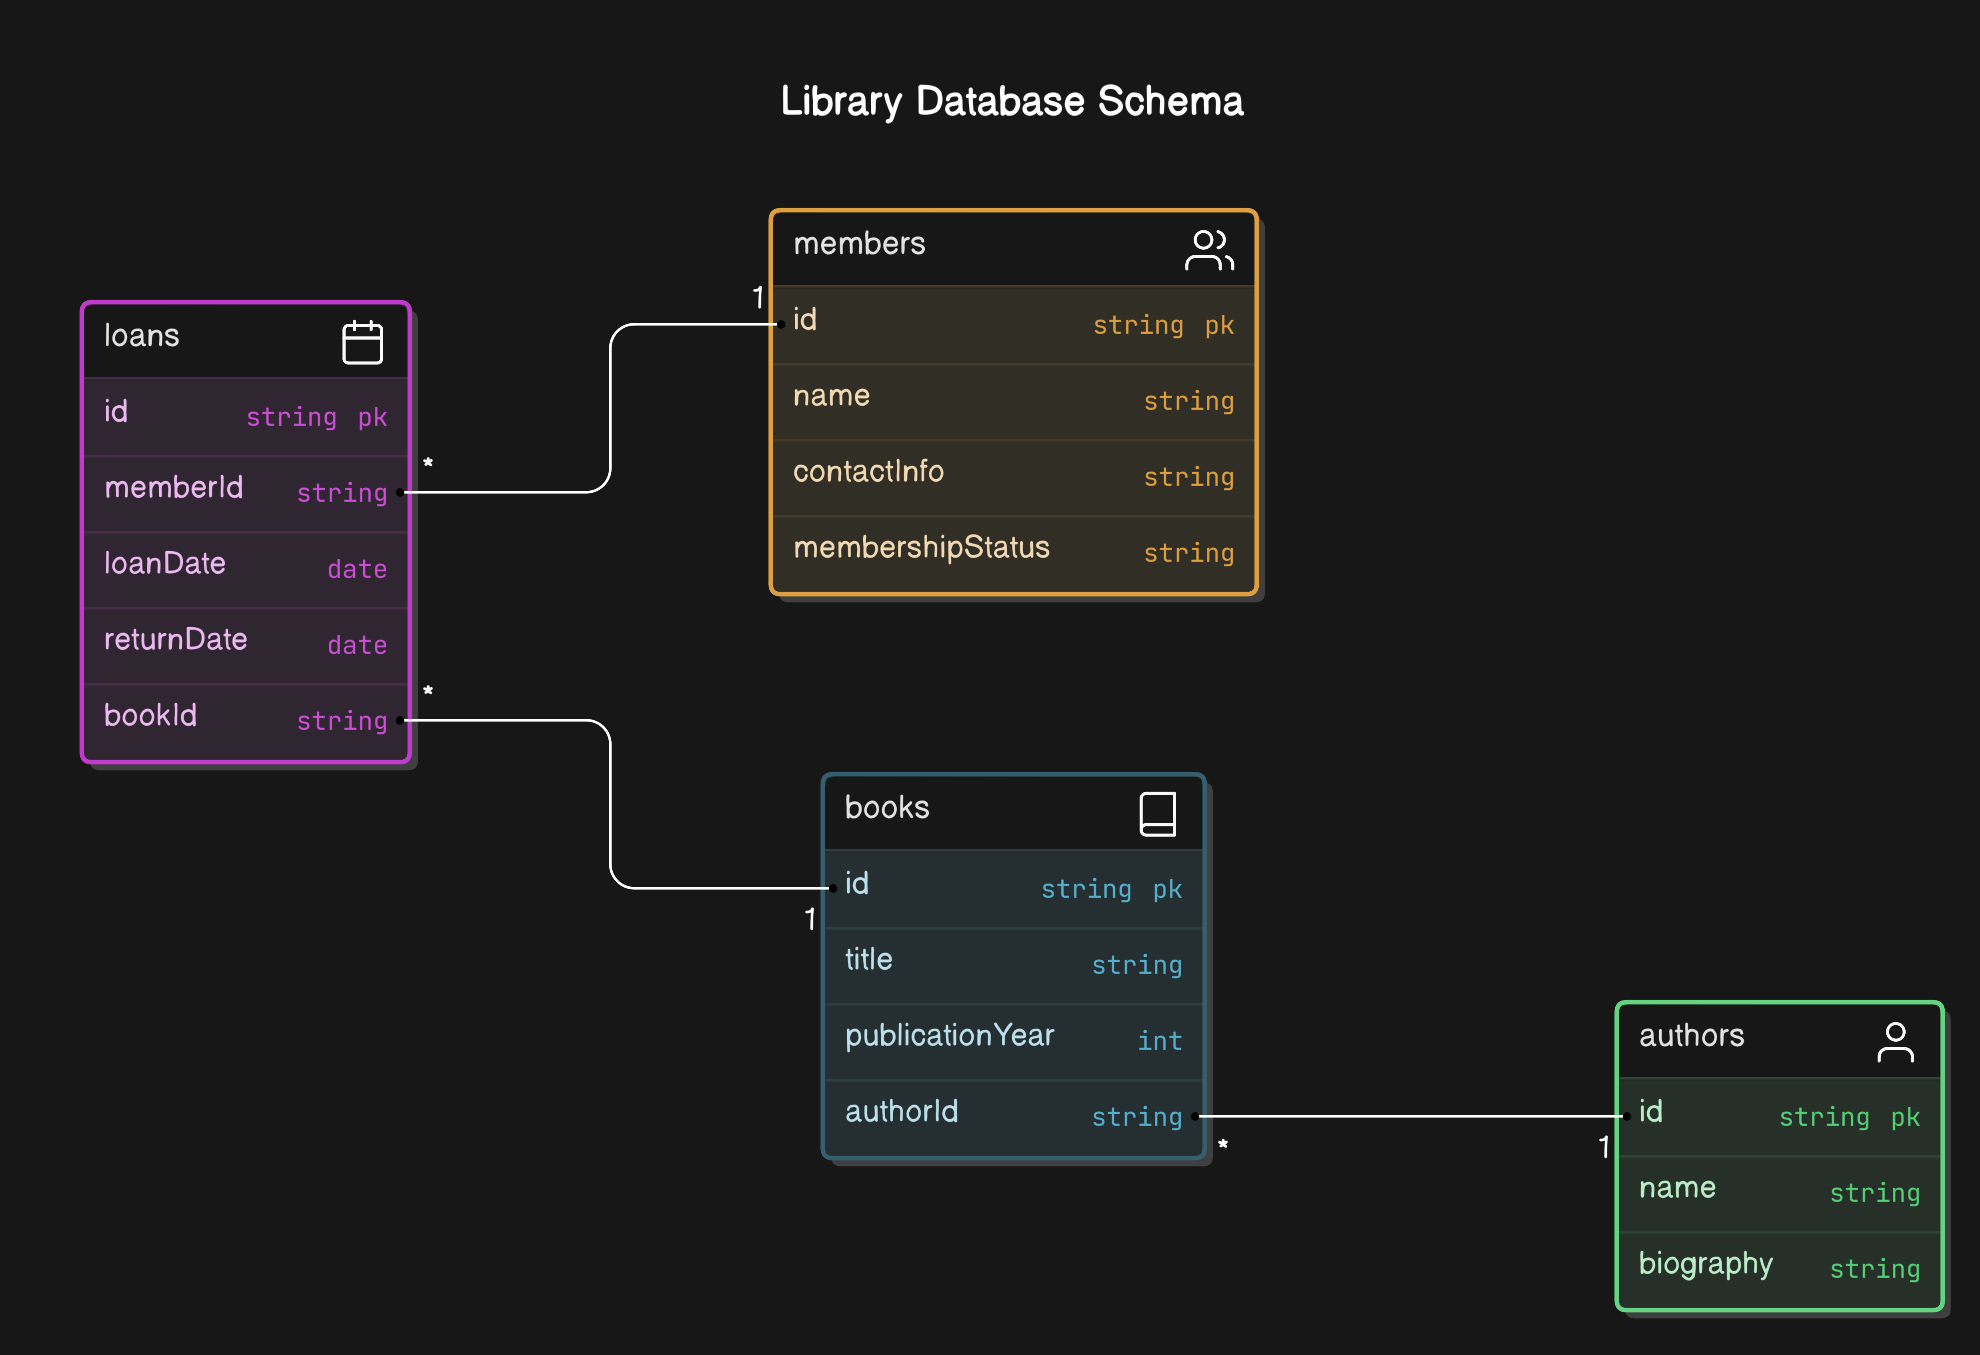 Library Database Schema
members
1
id string pk
name string
contactInfo string
membershipStatus string
loans
id string pk
*
memberId string
loanDate date
returnDate date
*
bookId string
books
id string pk
1
title string
publicationYear int
authorId string
*
authors
id string pk
1
name string
biography string